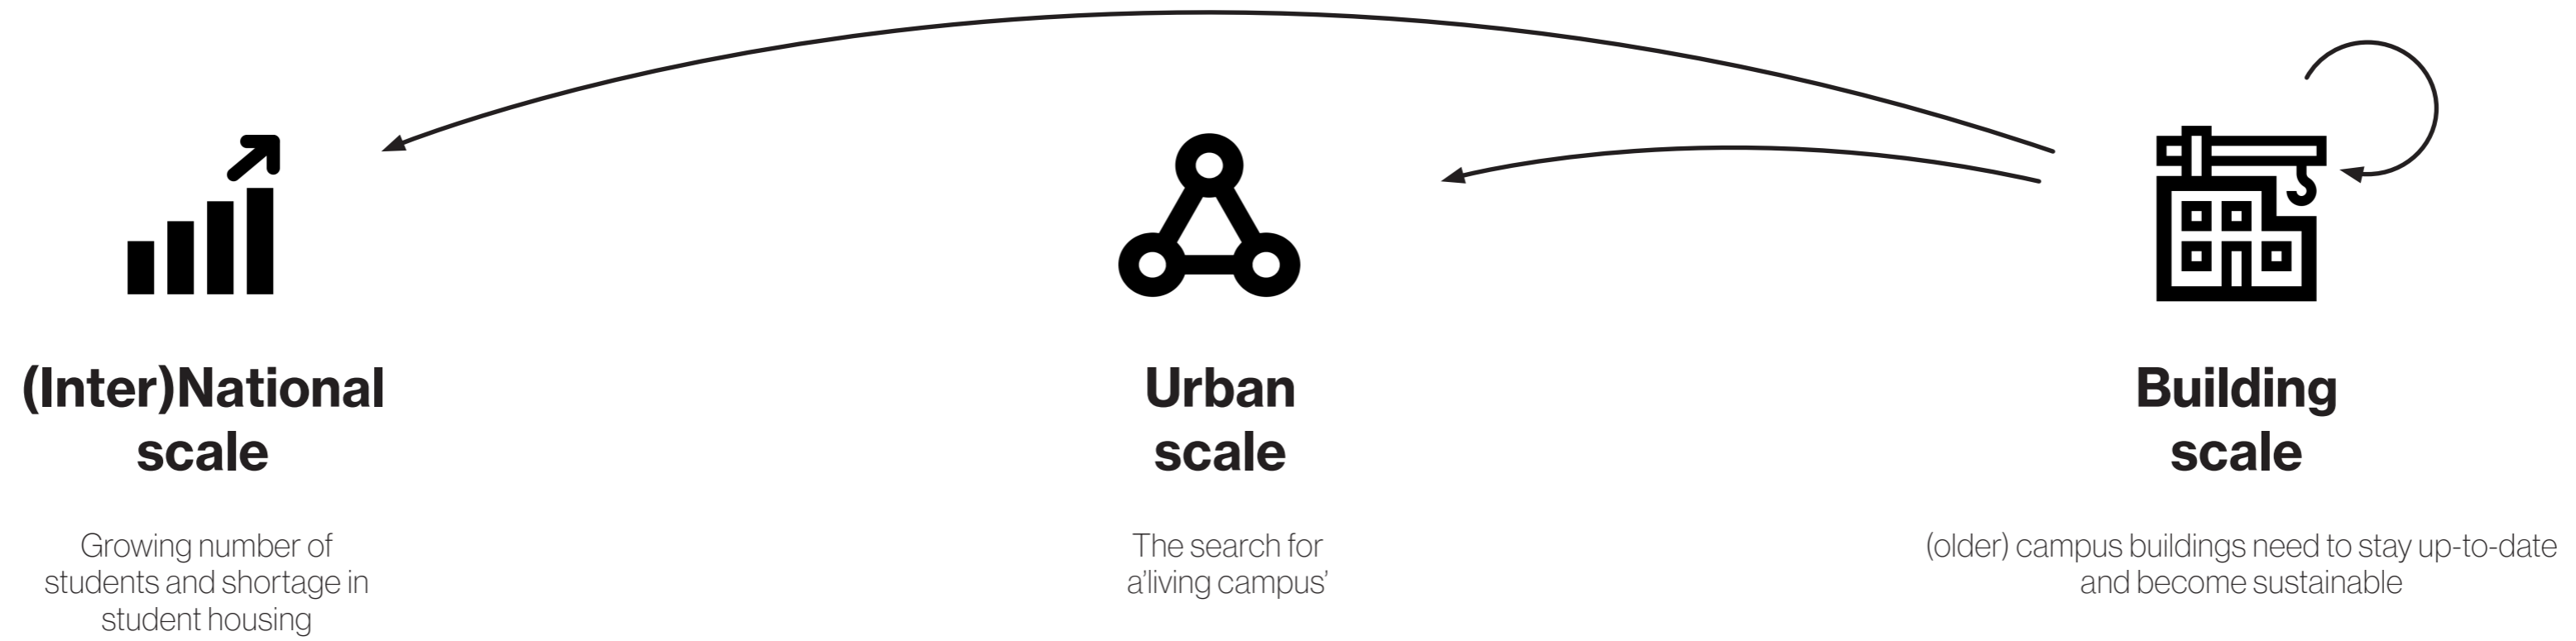 (Inter)National
scale
Growing number of
students and shortage in
student housing
Urban
scale
The search for
a'living campus'
Building
scale
(older) campus buildings need to stay up-to-date
and become sustainable